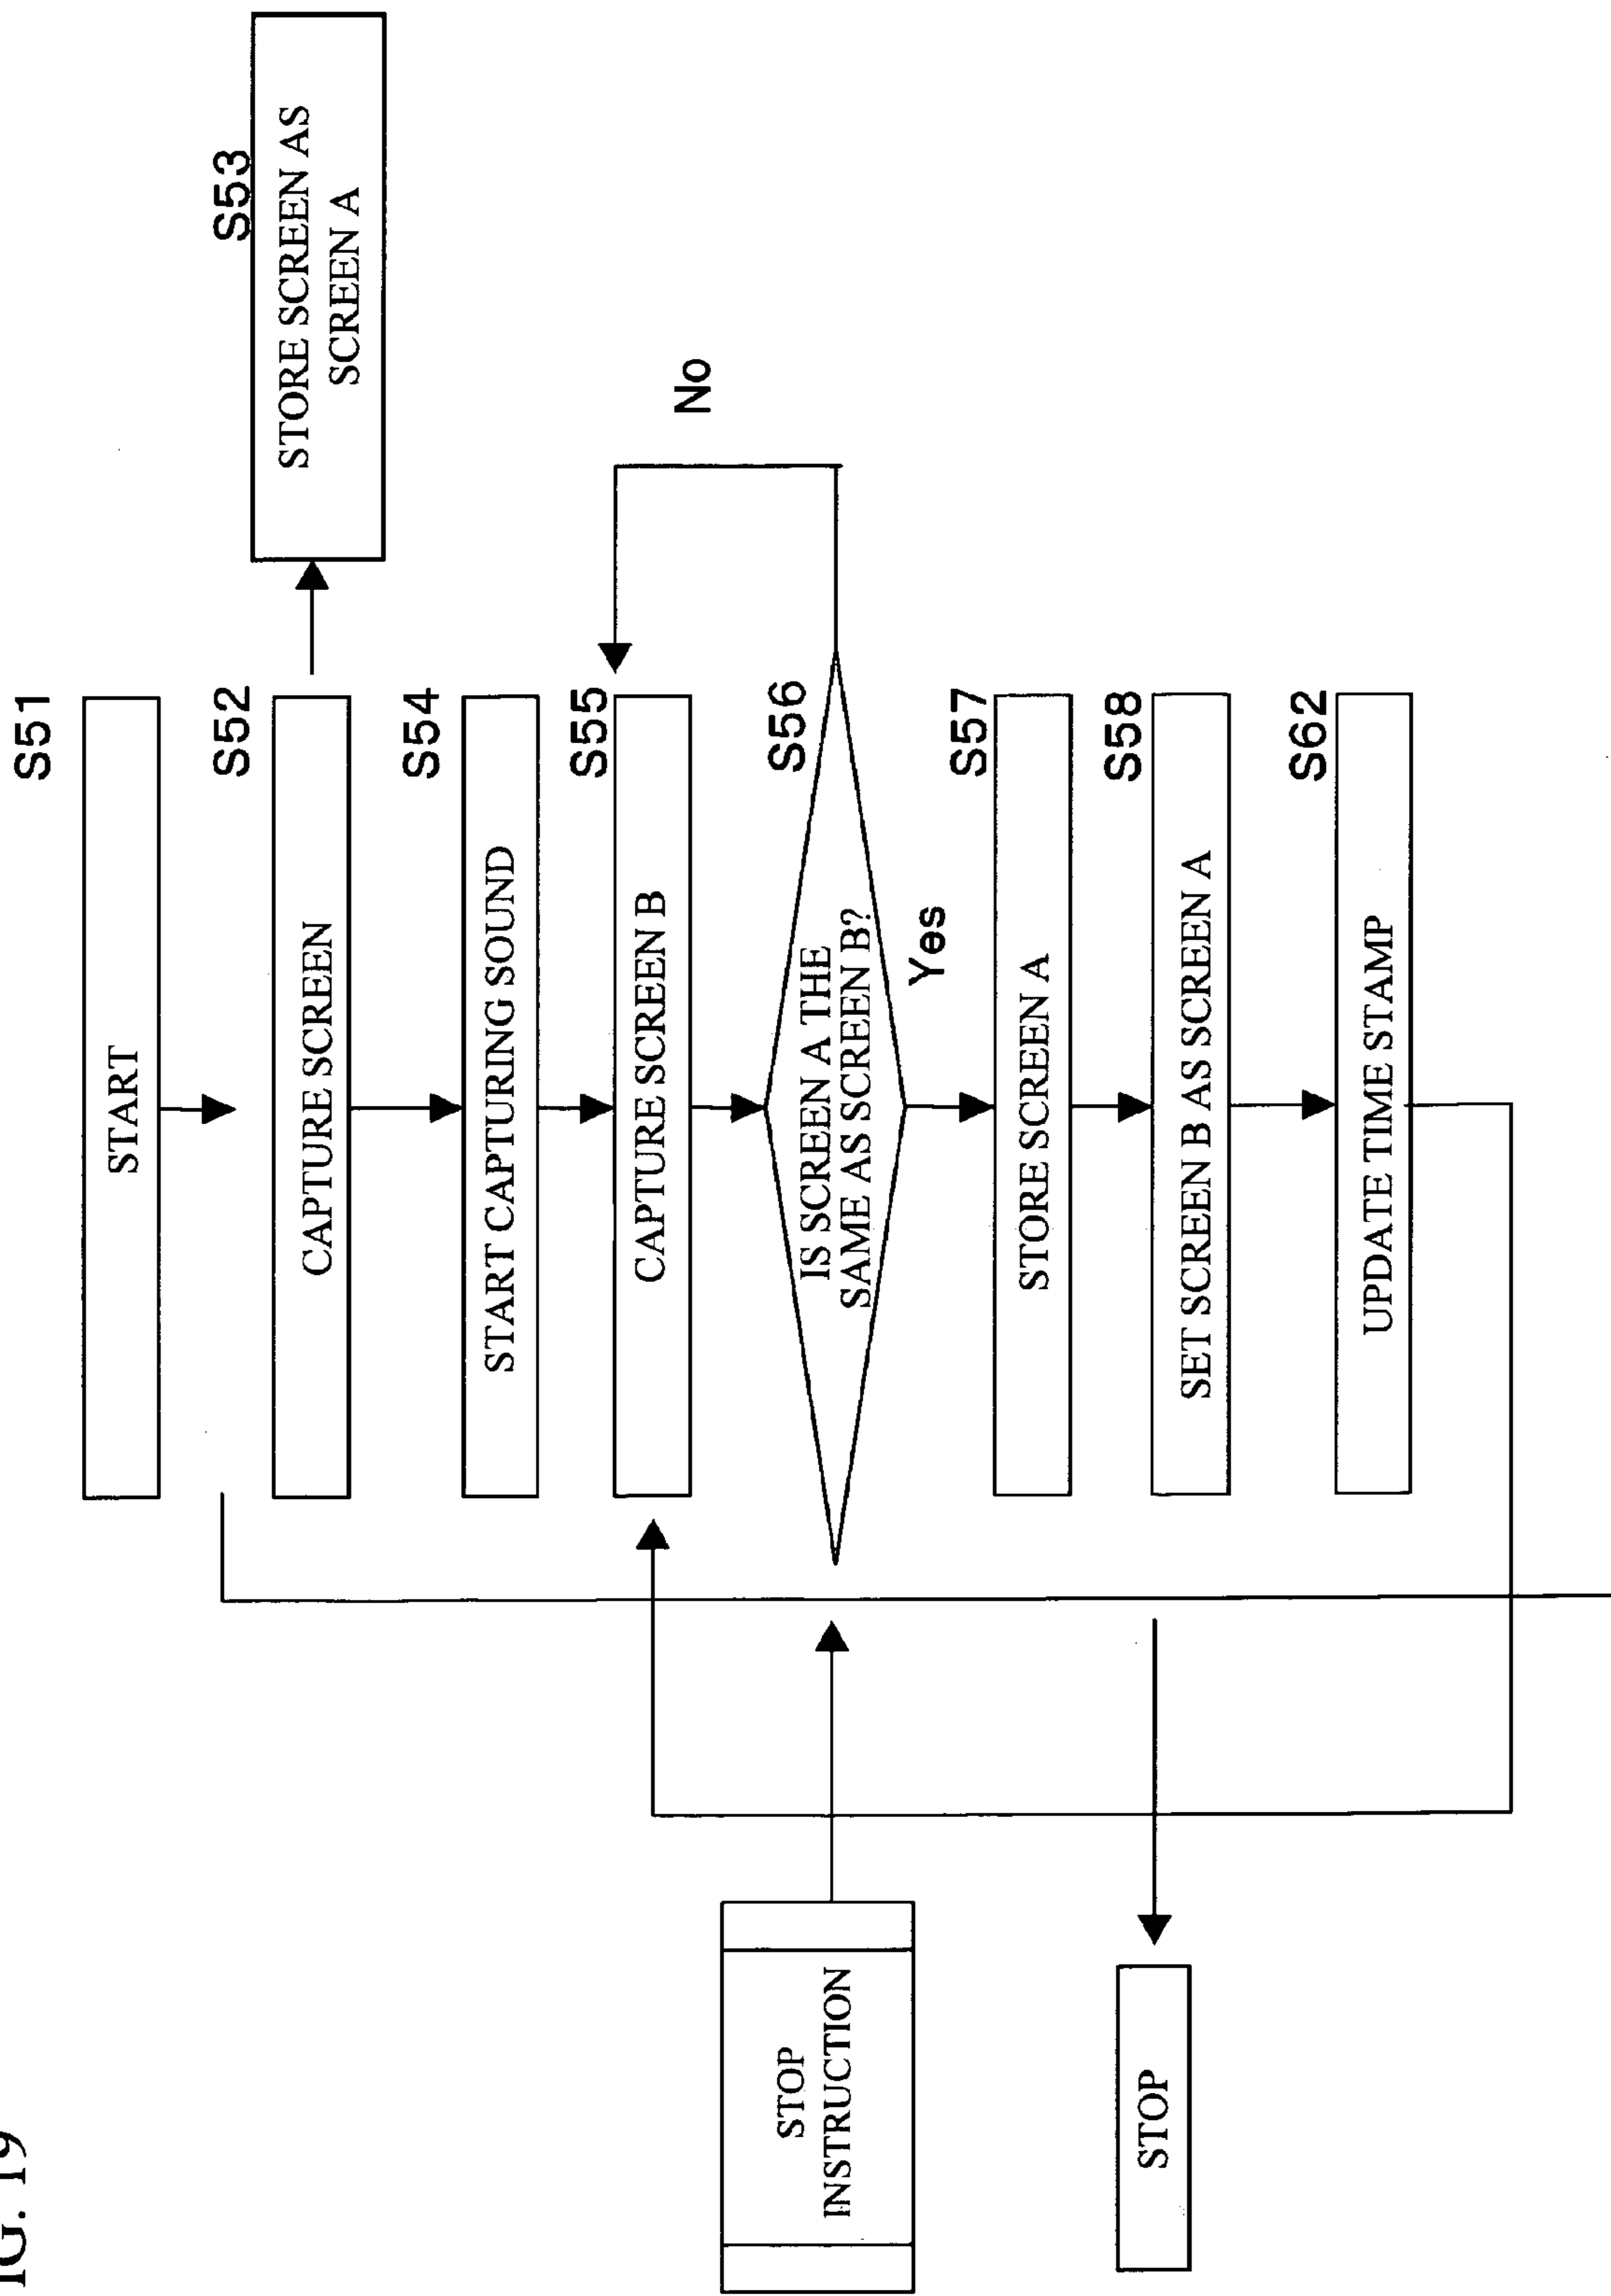 IG. 19
S51
START
S52
CAPTURE SCREEN
S53
STORE SCREEN AS
SCREEN A
S54
START CAPTURING SOUND
S55
CAPTURE SCREEN B
No
S56
IS SCREEN A THE
SAME AS SCREEN B?
Yes
S57
STORE SCREEN A
S58
SET SCREEN B AS SCREEN A
S62
UPDATE TIME STAMP
STOP
INSTRUCTION
STOP